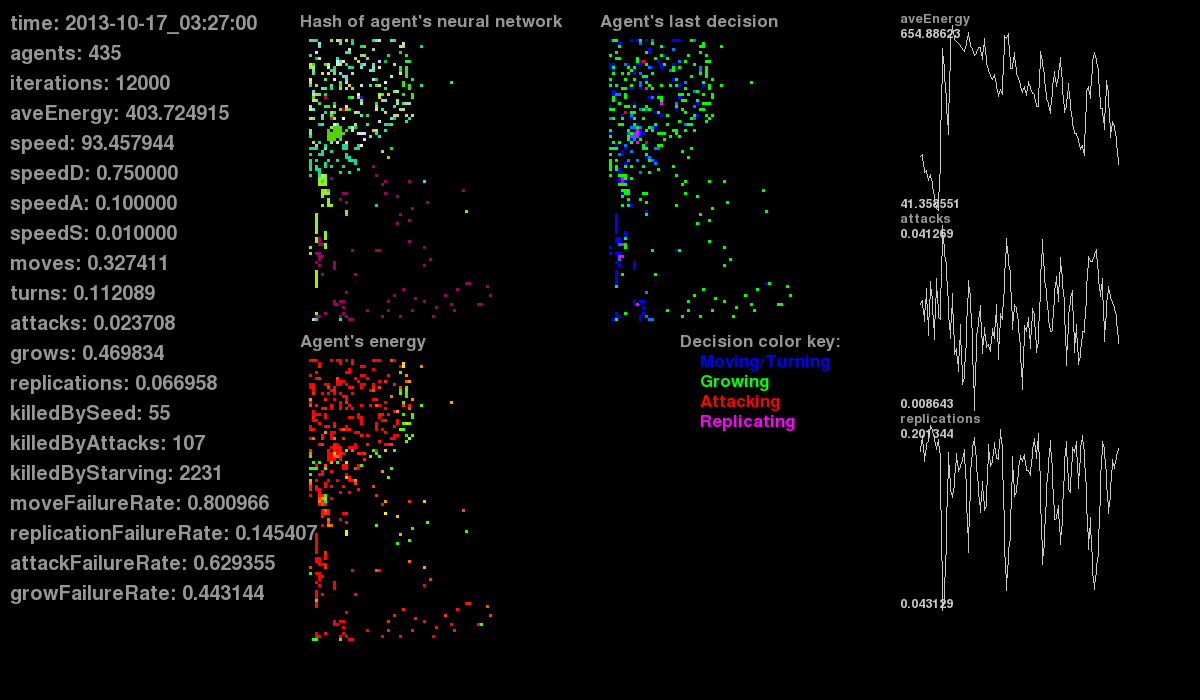 time: 2013-10-17_03:27:00
agents: 435
iterations: 12000
aveEnergy: 403.724915
speed: 93.457944
speedD: 0.750000
speedA: 0.100000
speedS: 0.010000
moves: 0.327411
turns: 0.112089
attacks: 0.023708
grows: 0.469834
replications: 0.066958
killedBySeed: 55
killedByAttacks: 107
killedByStarving: 2231
moveFailureRate: 0.800966
replicationFailureRate: 0.145407
attackFailureRate: 0.629355
growFailureRate: 0.443144
Hash of agent's neural network
Agent's last decision
Agent's energy
Decision color key:
Moving/Turning
Growing
Attacking
Replicating
aveEnergy
654.88623
41.358551
attacks
0.041269
0.008643
replications
0.201344
0.043129